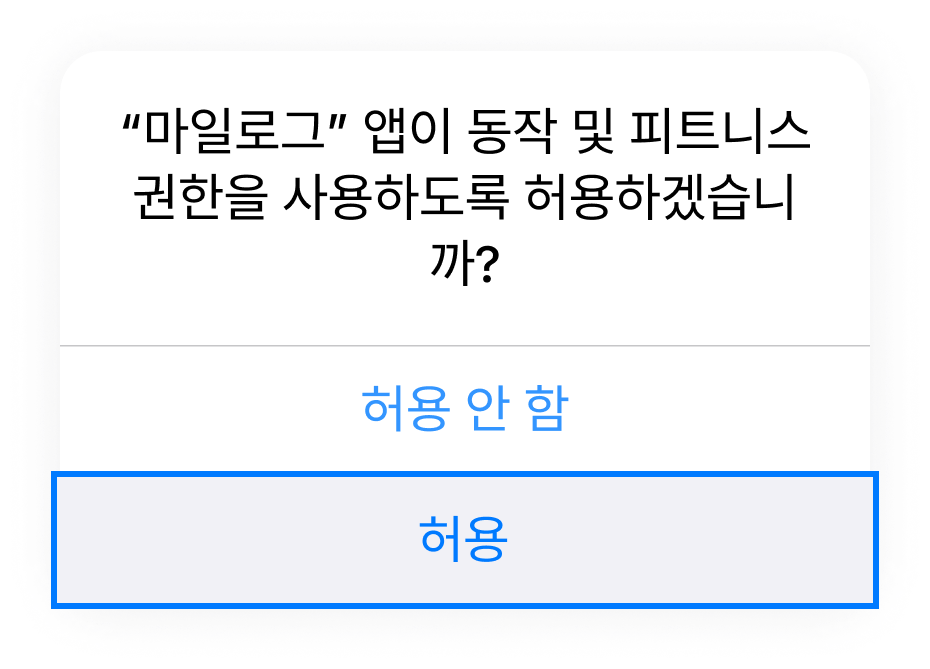 “마일로그” 앱이 동작 및 피트니스
권한을 사용하도록 허용하겠습니
까?
허용 안 함
허용